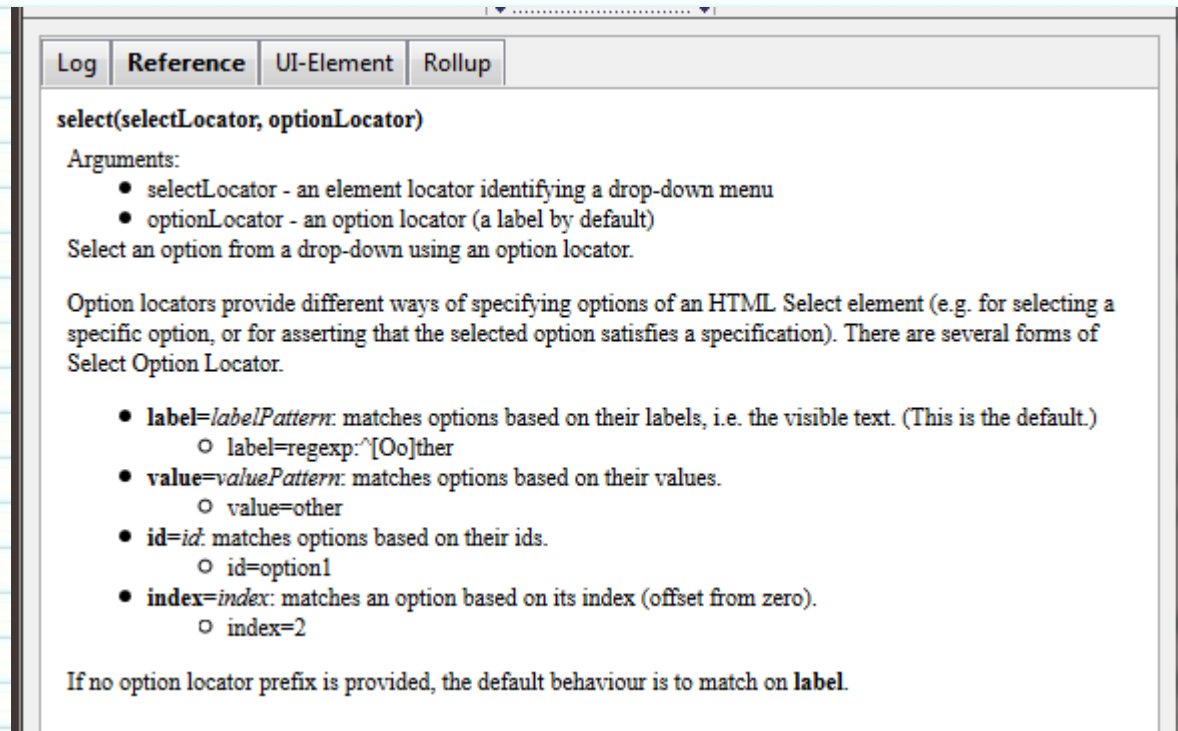 Log Reference UI-Element Rollup
select(selectLocator, optionLocator)
Arguments:
● selectLocator - an element locator identifying a drop-down menu
● optionLocator - an option locator (a label by default)
Select an option from a drop-down using an option locator.
Option locators provide different ways of specifying options of an HTML Select element (e.g. for selecting a
specific option, or for asserting that the selected option satisfies a specification). There are several forms of
Select Option Locator.
● label=labelPattern: matches options based on their labels, i.e. the visible text. (This is the default.)
○ label=regexp:^[Oo]ther
● value=valuePattern: matches options based on their values.
○ value=other
● id=id: matches options based on their ids.
○ id=option1
● index=index: matches an option based on its index (offset from zero).
○ index=2
If no option locator prefix is provided, the default behaviour is to match on label.